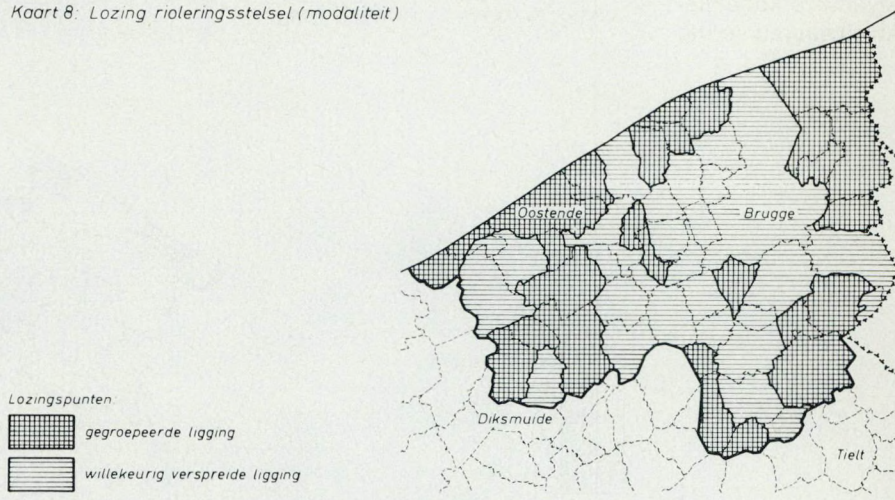 Kaart 8: Lozing rioleringsstelsel (modaliteit)
Oostende
Brugge
Lozingspunten:
gegroepeerde ligging
willekeurig verspreide ligging
Diksmuide
Tielt